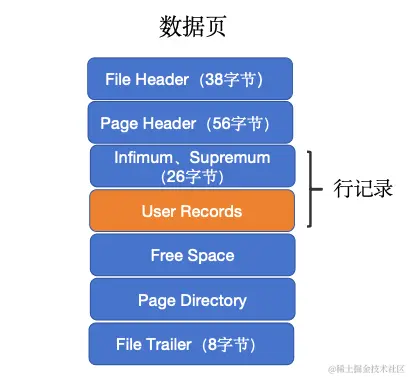 数据页
File Header（38字节）
Page Header（56字节）
Infimum、Supremum
（26字节）
行记录
User Records
Free Space
Page Directory
File Trailer（8字节）
@稀土掘金技术社区